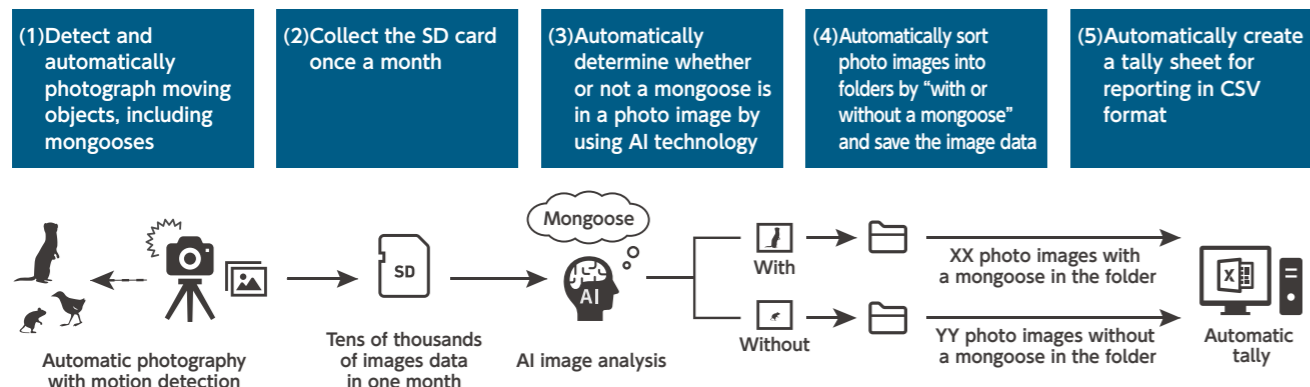 (1)Detect and
automatically
photograph moving
objects, including
mongooses
(2)Collect the SD card
once a month
(3)Automatically
determine whether
or not a mongoose is
in a photo image by
using AI technology
(4)Automatically sort
photo images into
folders by “with or
without a mongoose”
and save the image data
(5)Automatically create
a tally sheet for
reporting in CSV
format
Automatic photography
with motion detection
SD
Tens of thousands
of images data
in one month
Mongoose
AI
AI image analysis
With
Without
XX photo images with
a mongoose in the folder
YY photo images without
a mongoose in the folder
X
Automatic
tally